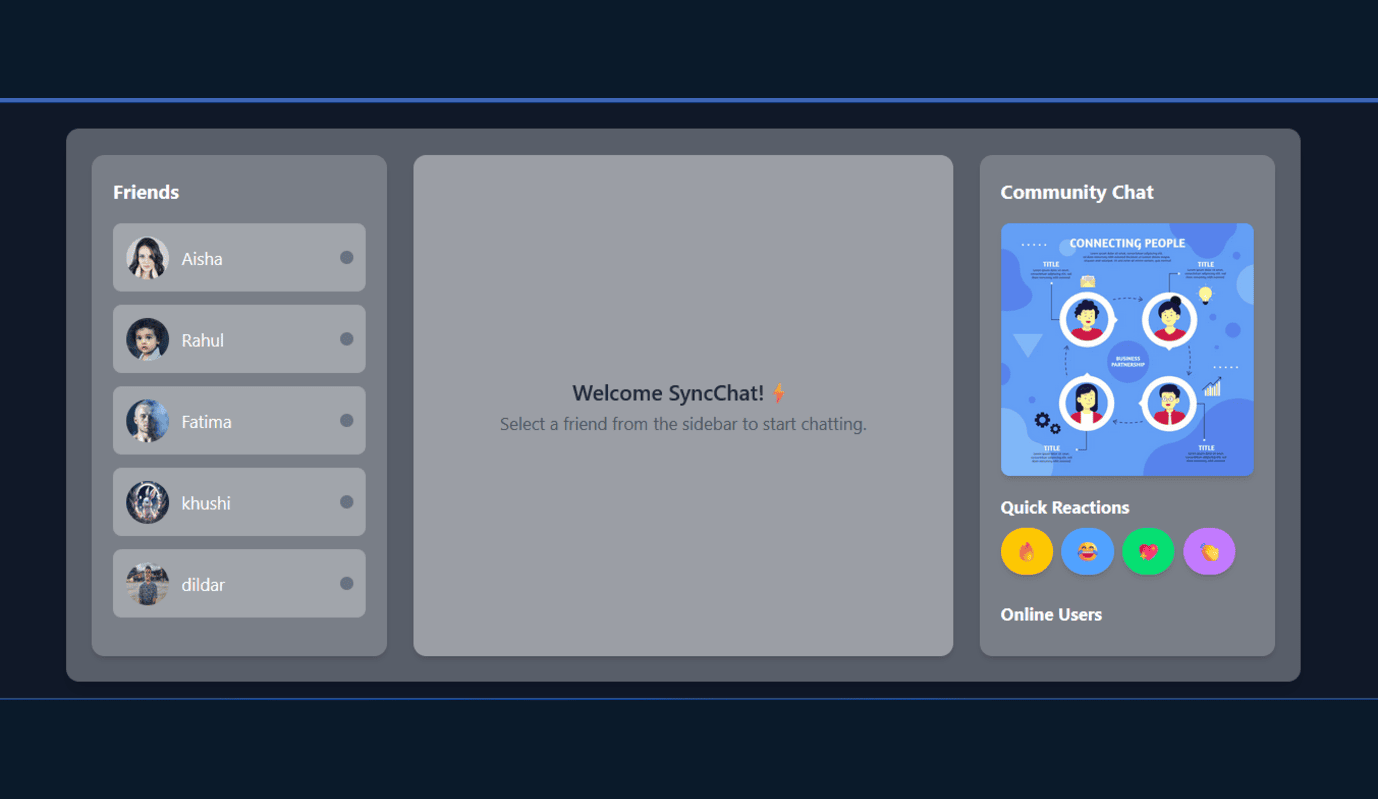 Friends
Aisha
Rahul
Fatima
khushi
dildar
Welcome SyncChat!
Select a friend from the sidebar to start chatting.
Community Chat
CONNECTING PEOPLE
TITLE
TITLE
BUSINESS
PARTNERSHIP
TITLE
TITLE
Quick Reactions
Online Users